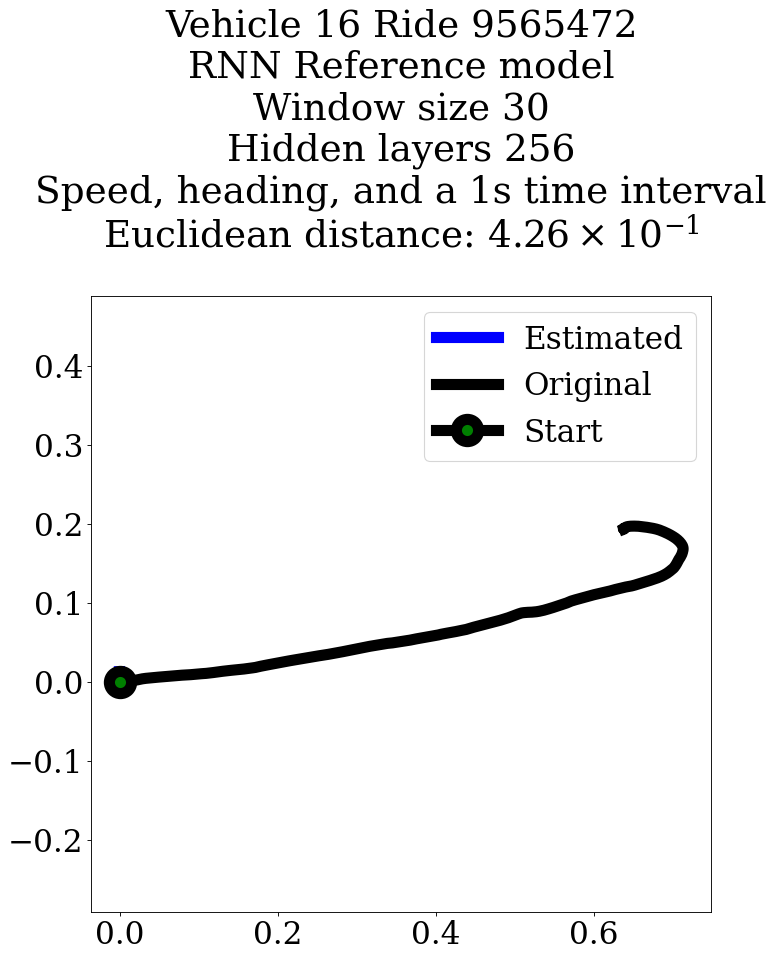 Vehicle 16 Ride 9565472
RNN Reference model
Window size 30
Hidden layers 256
Speed, heading, and a 1s time interval
Euclidean distance: 4.26 × 10⁻¹
Estimated
Original
Start
0.4
0.3
0.2
0.1
0.0
−0.1
−0.2
0.0 0.2 0.4 0.6